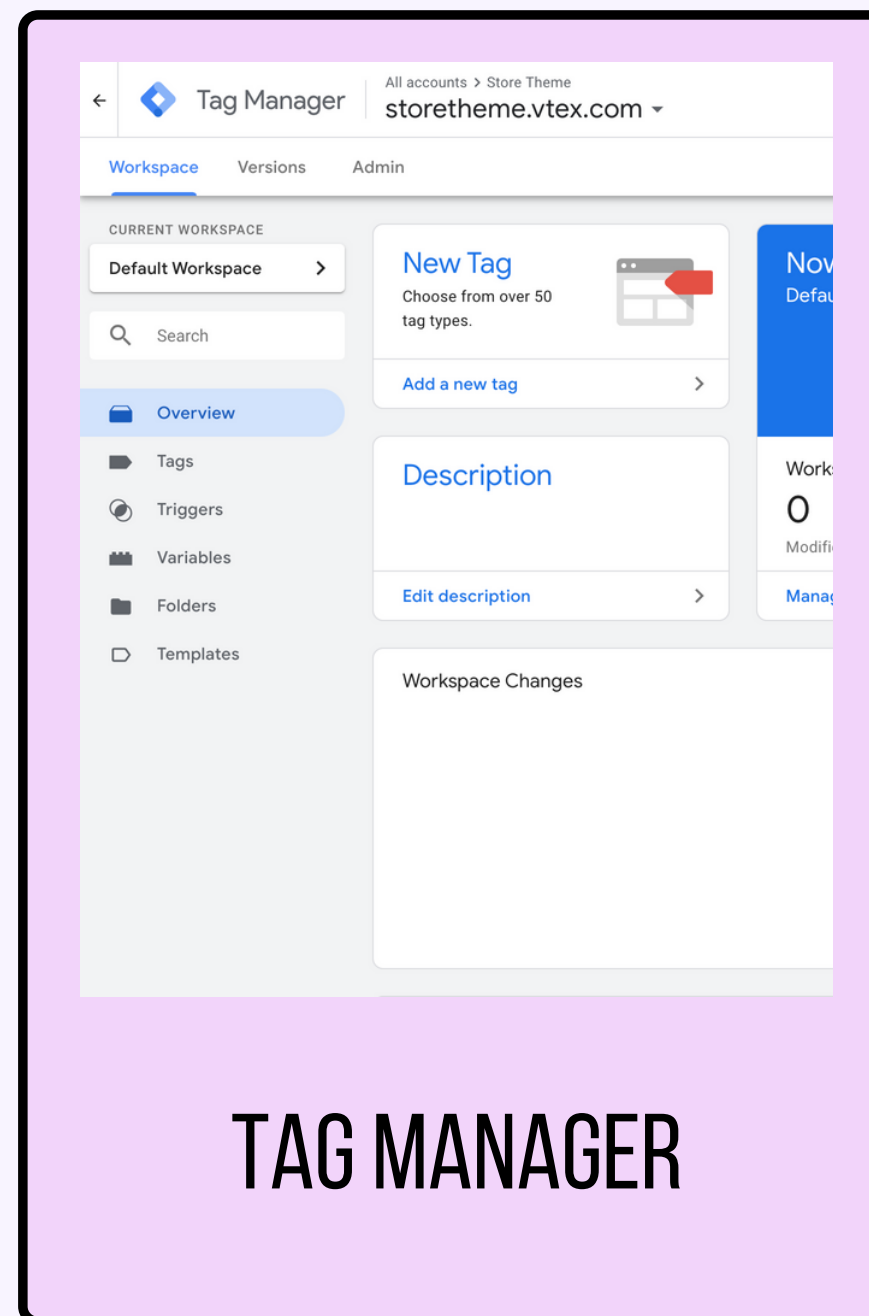 Tag Manager
All accounts > Store Theme
storetheme.vtex.com
Workspace Versions Admin
CURRENT WORKSPACE
Default Workspace
Search
Overview
Tags
Triggers
Variables
Folders
Templates
New Tag
Choose from over 50
tag types.
Add a new tag
Description
Edit description
Workspace Changes
0
TAG MANAGER